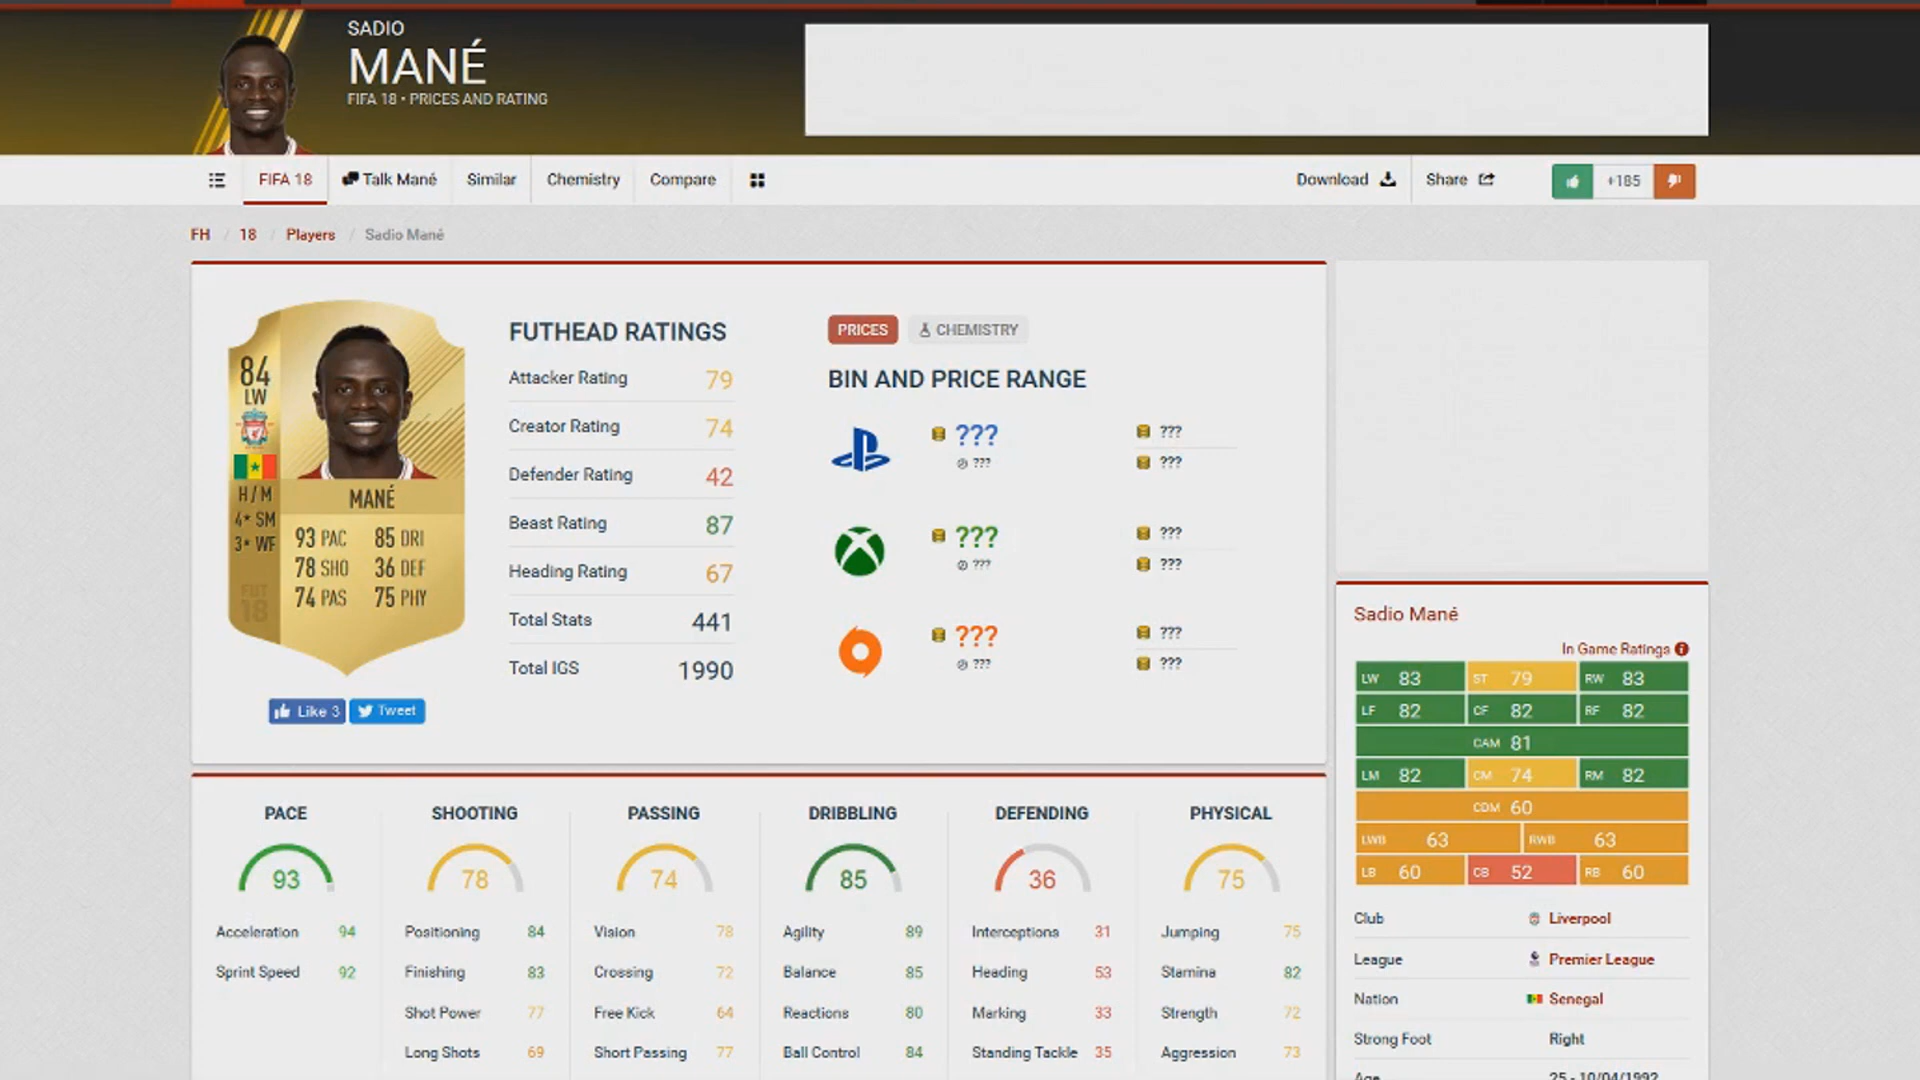 SADIO
MANÉ
FIFA 18 • PRICES AND RATING
FIFA 18
Talk Mané
Similar
Chemistry
Compare
Download
Share
+185
FH / 18 / Players / Sadio Mané
84
LW
H / M
4* SM
3* WF
FUT
18
MANÉ
93 PAC 85 DRI
78 SHO 36 DEF
74 PAS 75 PHY
Like 3
Tweet
FUTHEAD RATINGS
Attacker Rating 79
Creator Rating 74
Defender Rating 42
Beast Rating 87
Heading Rating 67
Total Stats 441
Total IGS 1990
PRICES
CHEMISTRY
BIN AND PRICE RANGE
??? ???
??? ???
??? ???
??? ???
??? ???
??? ???
Sadio Mané
In Game Ratings
LW 83 ST 79 RW 83
LF 82 CF 82 RF 82
CAM 81
LM 82 CM 74 RM 82
CDM 60
LWB 63 RWB 63
LB 60 CB 52 RB 60
Club Liverpool
League Premier League
Nation Senegal
Strong Foot Right
Age 25 - 10/04/1992
PACE
93
Acceleration 94
Sprint Speed 92
SHOOTING
78
Positioning 84
Finishing 83
Shot Power 77
Long Shots 69
PASSING
74
Vision 78
Crossing 72
Free Kick 64
Short Passing 77
DRIBBLING
85
Agility 89
Balance 85
Reactions 80
Ball Control 84
DEFENDING
36
Interceptions 31
Heading 53
Marking 33
Standing Tackle 35
PHYSICAL
75
Jumping 75
Stamina 82
Strength 72
Aggression 73